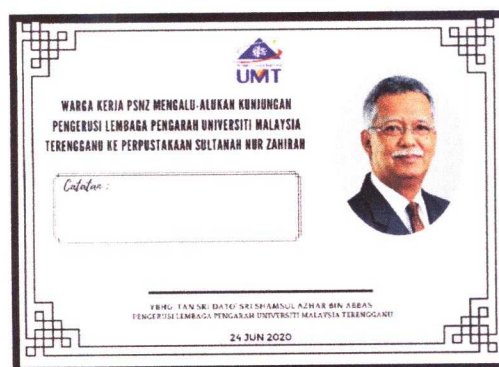 UMT
WARGA KERJA PSNZ MENGALU-ALUKAN KUNJUNGAN
PENGERUSI LEMBAGA PENGARAH UNIVERSITI MALAYSIA
TERENGGANU KE PERPUSTAKAAN SULTANAH NUR ZAHIRAH
Catatan :
YBHG. TAN SRI DATO' SRI SHAMSUL AZHAR BIN ABBAS
PENGERUSI LEMBAGA PENGARAH UNIVERSITI MALAYSIA TERENGGANU
24 JUN 2020